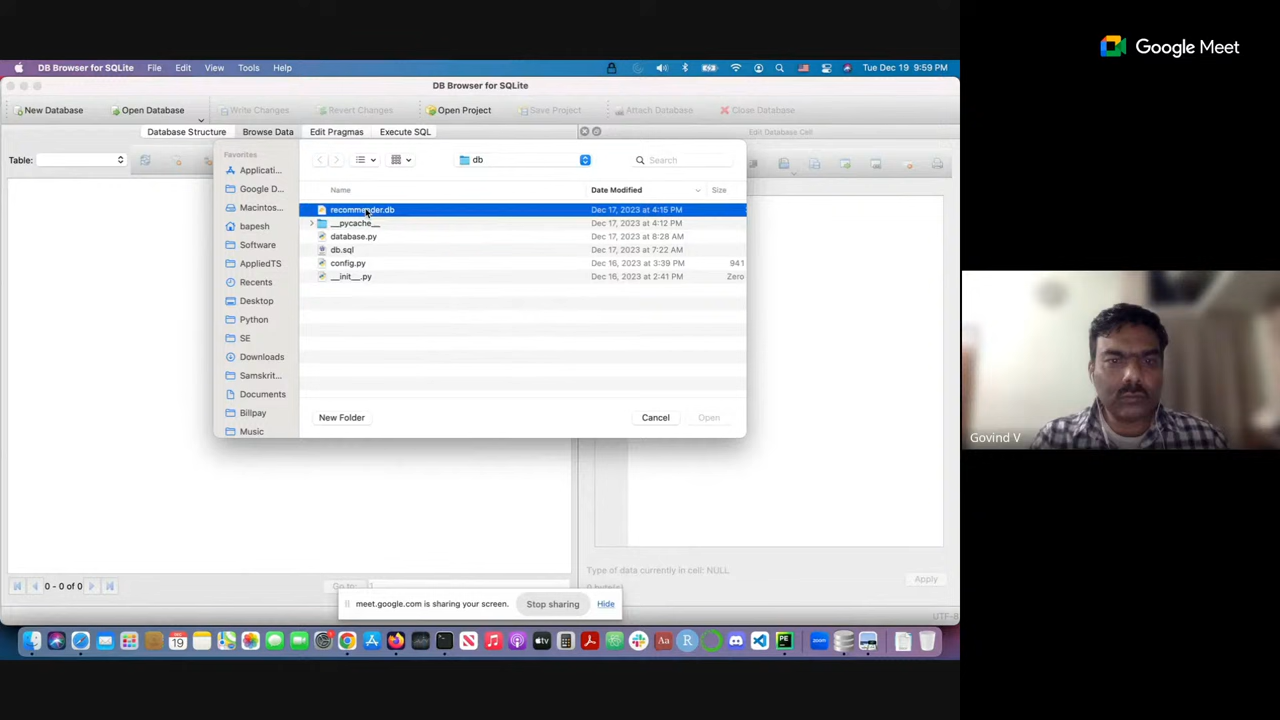 Google Meet
DB Browser for SQLite File Edit View Tools Help Tue Dec 19 9:59 PM
DB Browser for SQLite
New Database Open Database Write Changes Revert Changes Open Project Save Project Attach Database Close Database
Database Structure Browse Data Edit Pragmas Execute SQL Edit Database Cell
Table:
Favorites
Applicati...
Google D...
Macintos...
bapesh
Software
AppliedTS
Recents
Desktop
Python
SE
Downloads
Samskrit...
Documents
Billpay
Music
db
Search
Name Date Modified Size
recommender.db Dec 17, 2023 at 4:15 PM
__pycache__ Dec 17, 2023 at 4:12 PM
database.py Dec 17, 2023 at 8:28 AM
db.sql Dec 17, 2023 at 7:22 AM
config.py Dec 16, 2023 at 3:39 PM 941
__init__.py Dec 16, 2023 at 2:41 PM Zero
New Folder Cancel Open
Govind V
Type of data currently in cell: NULL
Apply
0 - 0 of 0
Go to: 1
meet.google.com is sharing your screen. Stop sharing Hide
UTF-8